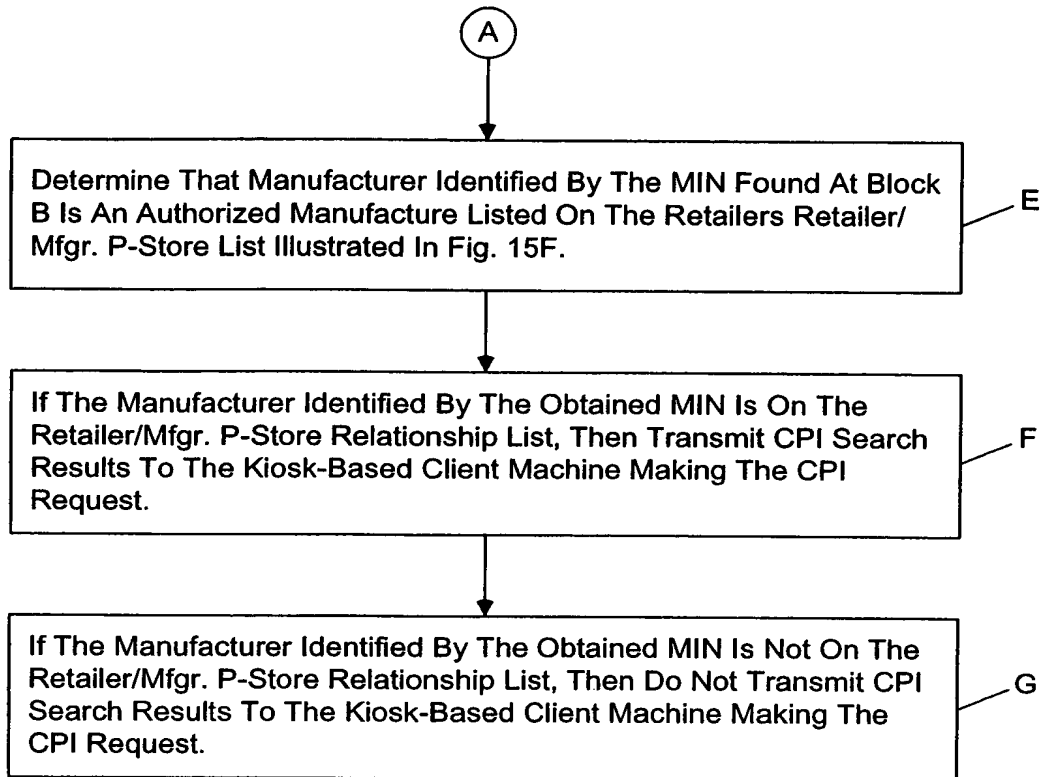 A
Determine That Manufacturer Identified By The MIN Found At Block
B Is An Authorized Manufacture Listed On The Retailers Retailer/
Mfgr. P-Store List Illustrated In Fig. 15F.
E
If The Manufacturer Identified By The Obtained MIN Is On The
Retailer/Mfgr. P-Store Relationship List, Then Transmit CPI Search
Results To The Kiosk-Based Client Machine Making The CPI
Request.
F
If The Manufacturer Identified By The Obtained MIN Is Not On The
Retailer/Mfgr. P-Store Relationship List, Then Do Not Transmit CPI
Search Results To The Kiosk-Based Client Machine Making The
CPI Request.
G